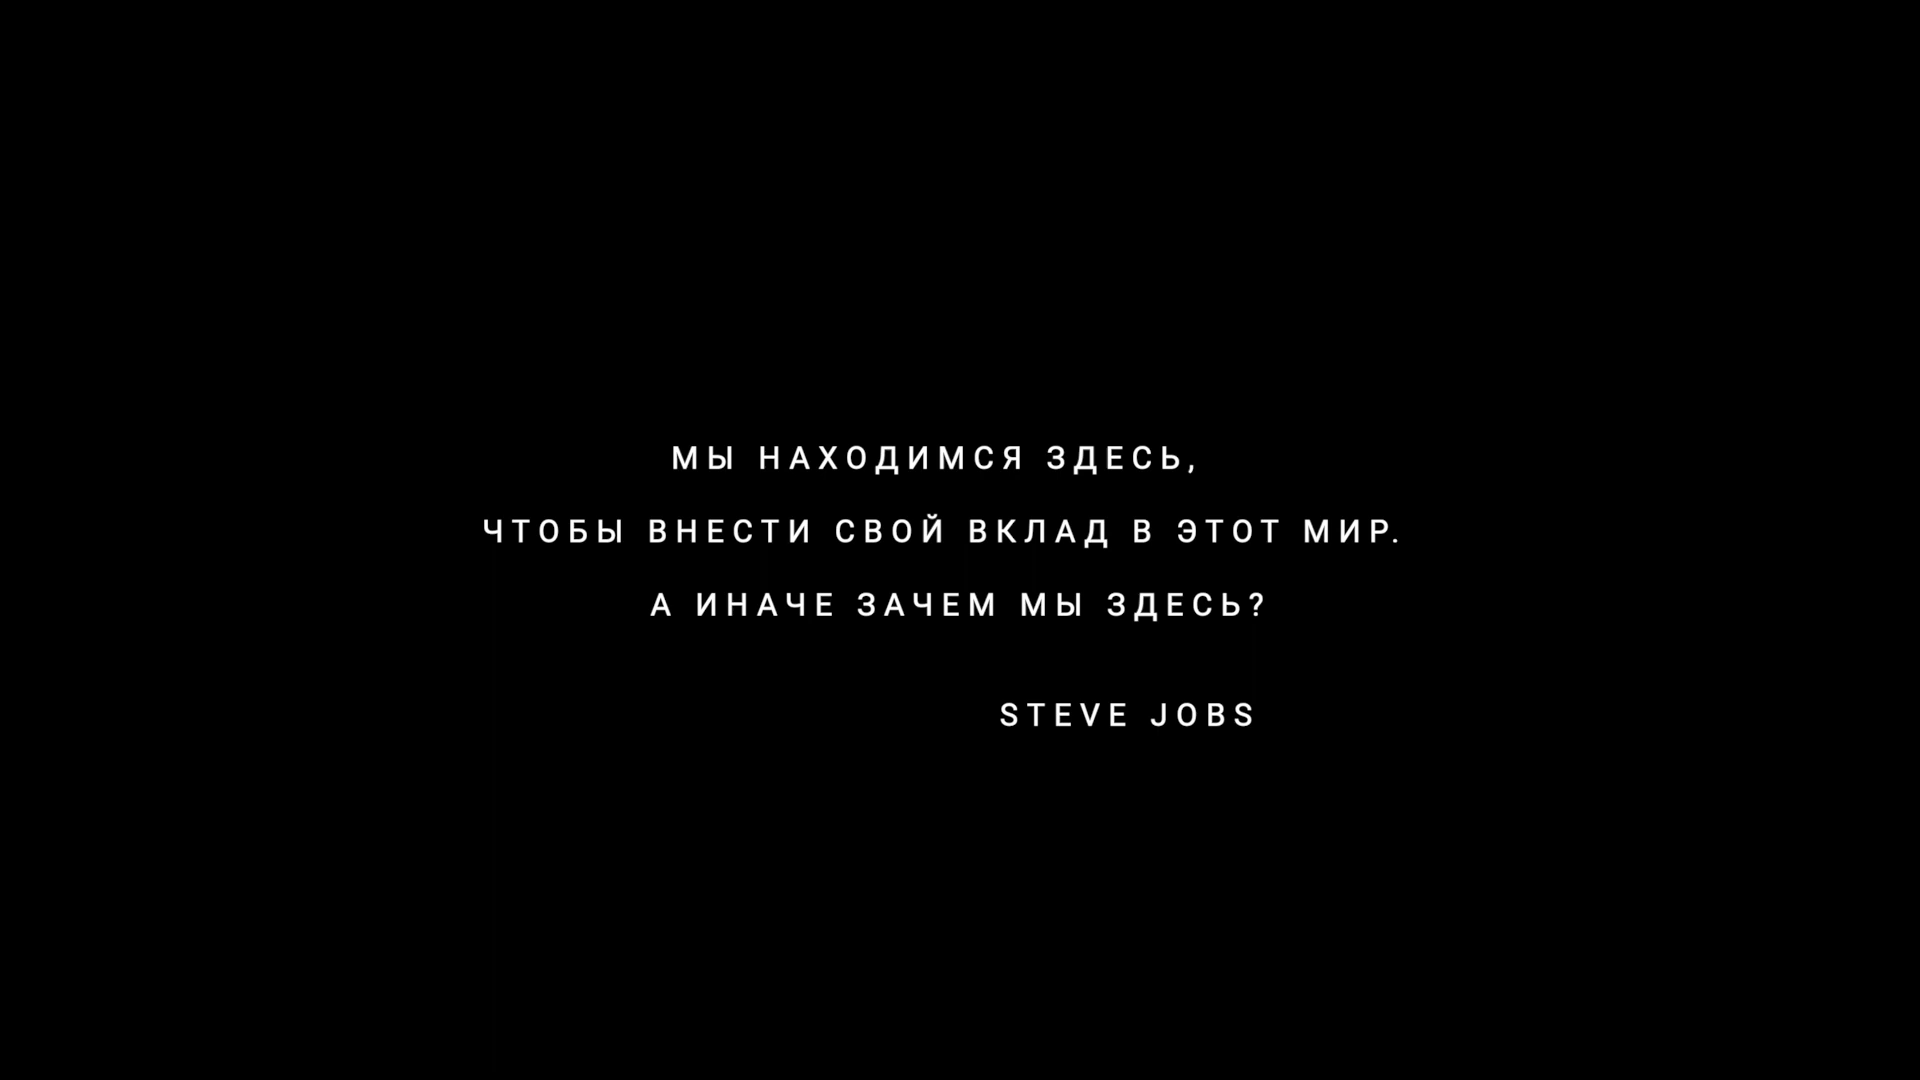 МЫ НАХОДИМСЯ ЗДЕСЬ,
ЧТОБЫ ВНЕСТИ СВОЙ ВКЛАД В ЭТОТ МИР.
А ИНАЧЕ ЗАЧЕМ МЫ ЗДЕСЬ?
STEVE JOBS